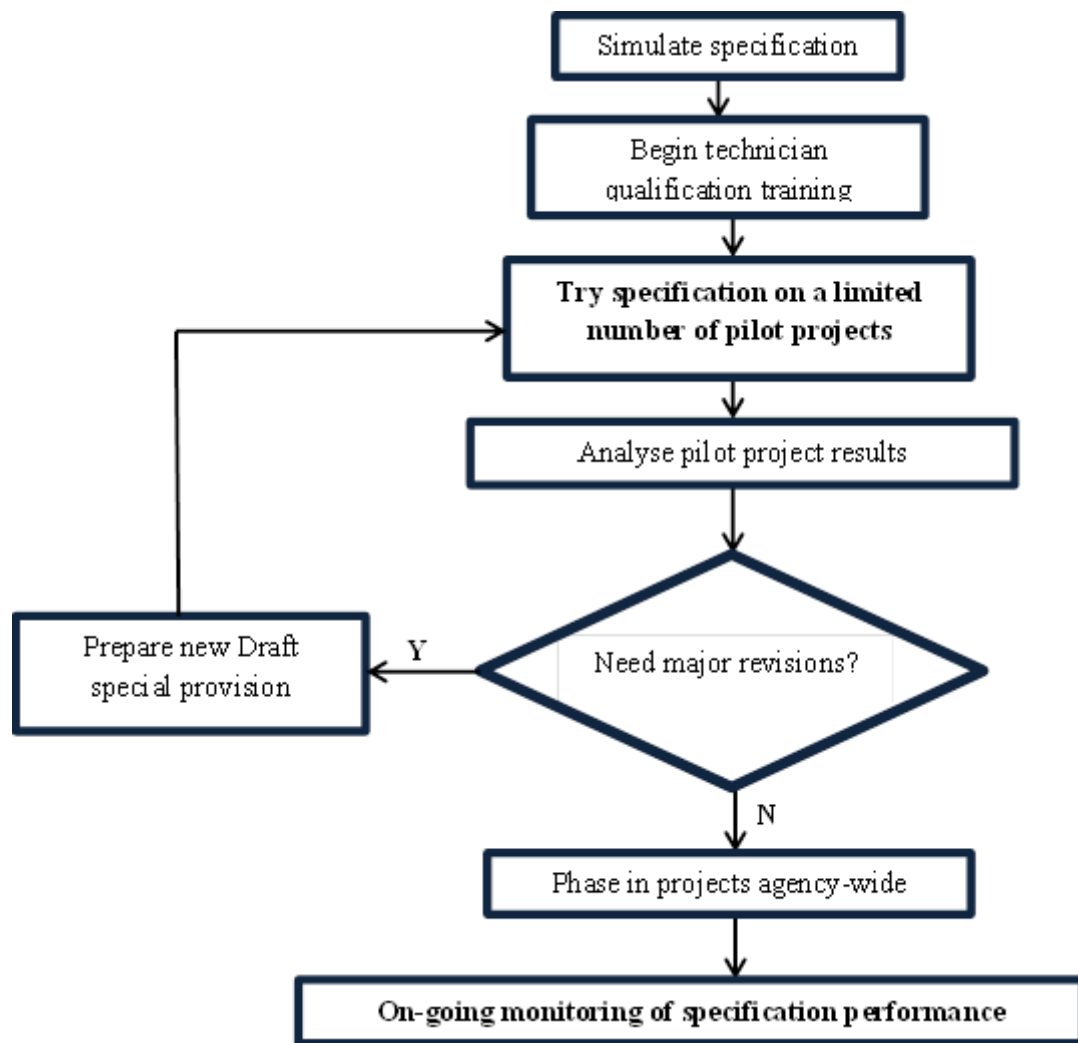 Simulate specification
Begin technician
qualification training
Try specification on a limited
number of pilot projects
Analyse pilot project results
Prepare new Draft
special provision
Y
Need major revisions?
N
Phase in projects agency-wide
On-going monitoring of specification performance